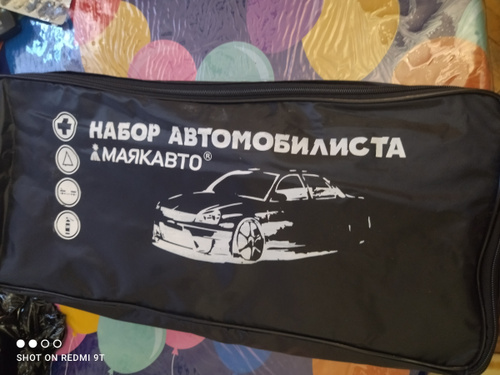 НАБОР АВТОМОБИЛИСТА
МАЯКАВТО®
SHOT ON REDMI 9T